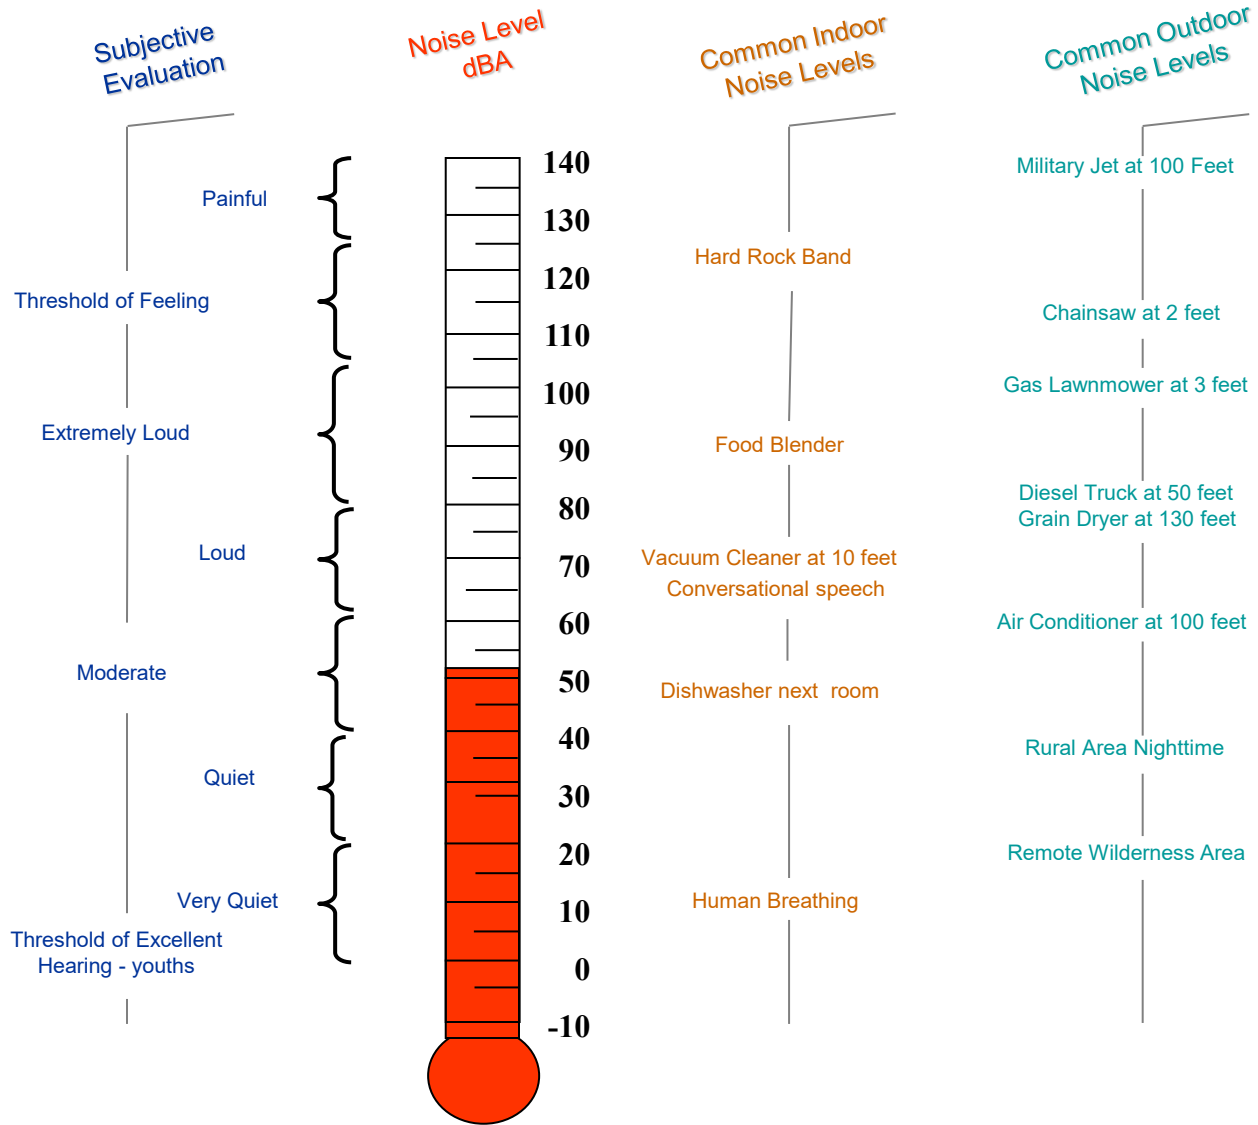 Subjective
Evaluation
Noise Level
dBA
Common Indoor
Noise Levels
Common Outdoor
Noise Levels
Painful
Threshold of Feeling
Extremely Loud
Loud
Moderate
Quiet
Very Quiet
Threshold of Excellent
Hearing - youths
140
130
120
110
100
90
80
70
60
50
40
30
20
10
0
-10
Hard Rock Band
Food Blender
Vacuum Cleaner at 10 feet
Conversational speech
Dishwasher next  room
Human Breathing
Military Jet at 100 Feet
Chainsaw at 2 feet
Gas Lawnmower at 3 feet
Diesel Truck at 50 feet
Grain Dryer at 130 feet
Air Conditioner at 100 feet
Rural Area Nighttime
Remote Wilderness Area